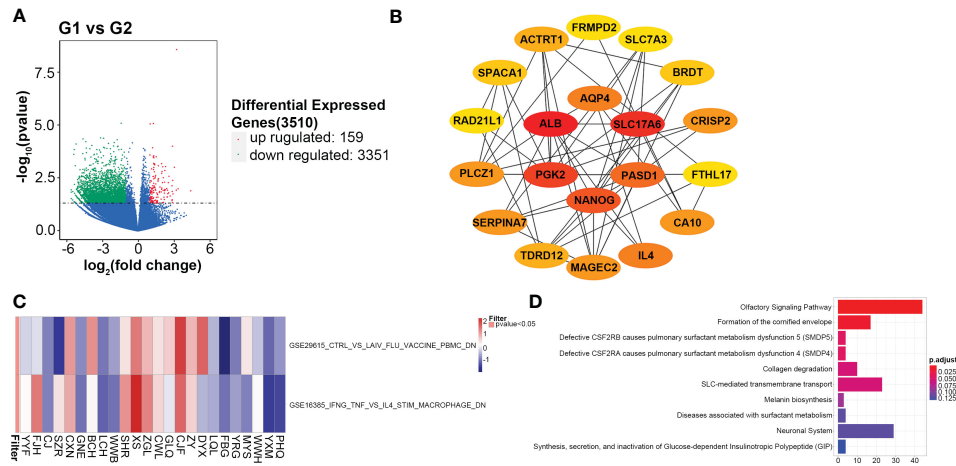 A
G1 vs G2
7.5
5.0
2.5
0.0
-log10(pvalue)
-6
-3
0
3
6
log2(fold change)
Differential Expressed
Genes(3510)
up rugulated: 159
down regulated: 3351
B
FRMPD2
ACTRT1
SLC7A3
SPACA1
BRDT
AQP4
RAD21L1
ALB
SLC17A6
CRISP2
PLCZ1
PGK2
PASD1
FTHL17
NANOG
SERPINA7
CA10
TDRD12
IL4
MAGEC2
C
Filter
pvalue<0.05
2
1
0
-1
GSE29615_CTRL_VS_LAIV_FLU_VACCINE_PBMC_DN
GSE16385_IFNG_TNF_VS_IL4_STIM_MACROPHAGE_DN
Filter
YYF
FJH
CJ
SZR
CXN
GNE
BCH
LCH
WWB
SHR
XS
ZGL
CWL
GLQ
CJF
ZY
DYX
LQL
FBG
YRG
MYS
WWH
YXM
PHQ
D
Olfactory Signaling Pathway
Formation of the cornified envelope
Defective CSF2RB causes pulmonary surfactant metabolism dysfunction 5 (SMDP5)
Defective CSF2RA causes pulmonary surfactant metabolism dysfunction 4 (SMDP4)
Collagen degradation
SLC-mediated transmembrane transport
Melanin biosynthesis
Diseases associated with surfactant metabolism
Neuronal System
Synthesis, secretion, and inactivation of Glucose-dependent Insulinotropic Polypeptide (GIP)
0
10
20
30
40
p.adjust
0.025
0.050
0.075
0.100
0.125